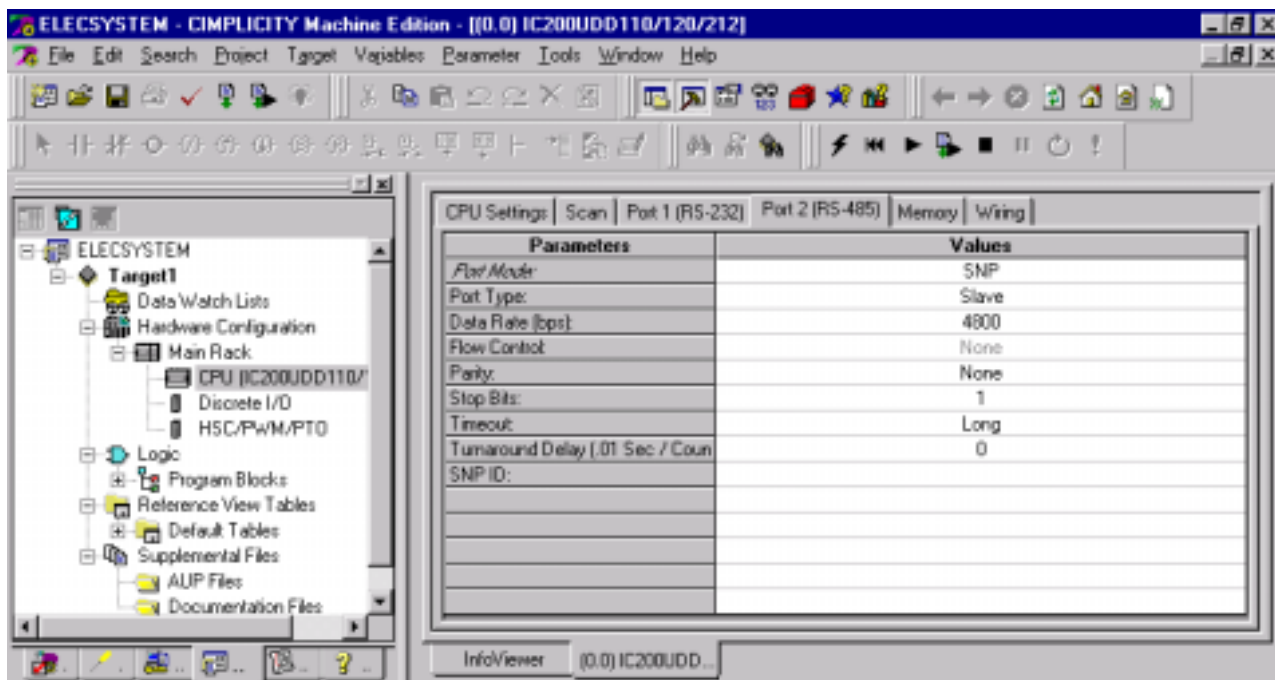 ELECSYSTEM - CIMPLICITY Machine Edition - [(0.0) IC200UDD110/120/212]
File Edit Search Project Target Variables Parameter Tools Window Help
CPU Settings Scan Port 1 (RS-232) Port 2 (RS-485) Memory Wiring
Parameters Values
Port Mode: SNP
Port Type: Slave
Data Rate (bps): 4800
Flow Control: None
Parity: None
Stop Bits: 1
Timeout: Long
Turnaround Delay (.01 Sec / Coun 0
SNP ID:
ELECSYSTEM
Target1
Data Watch Lists
Hardware Configuration
Main Rack
CPU (IC200UDD110/
Discrete I/O
HSC/PWM/PTO
Logic
Program Blocks
Reference View Tables
Default Tables
Supplemental Files
AUP Files
Documentation Files
InfoViewer (0.0) IC200UDD...